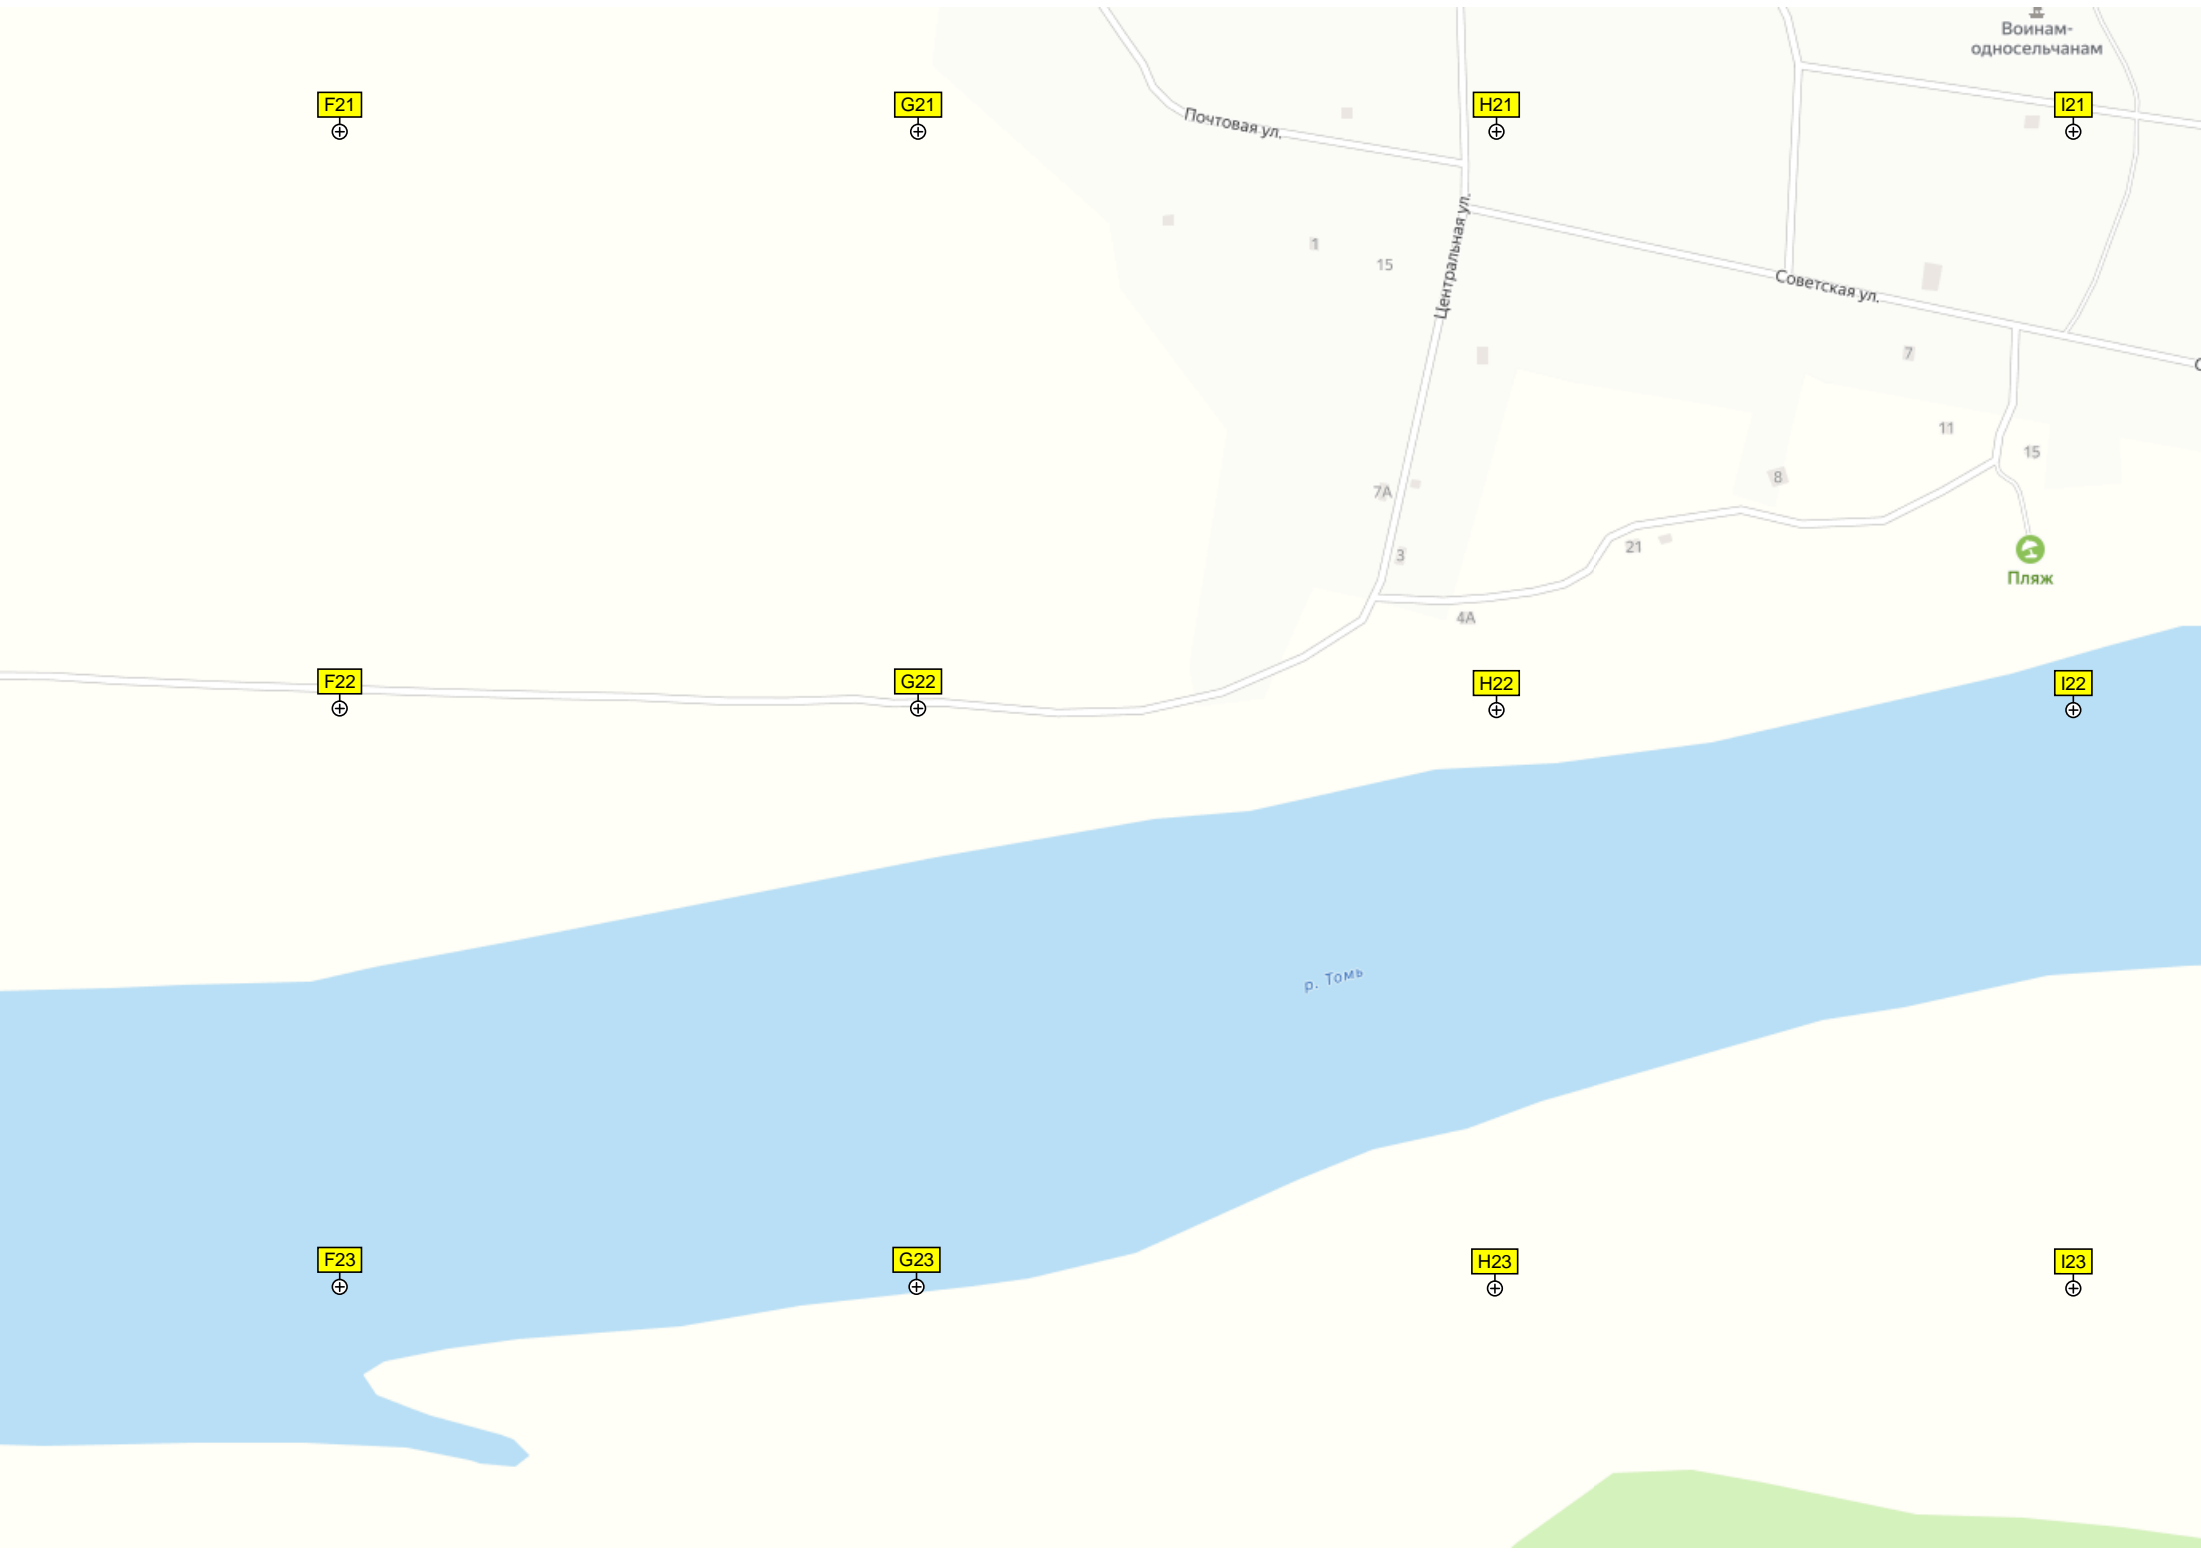 Воинам-
односельчанам
F21
G21
H21
I21
Почтовая ул.
Центральная ул.
1
15
Советская ул.
7
11
15
8
7А
3
21
Пляж
4А
F22
G22
H22
I22
р. Томь
F23
G23
H23
I23